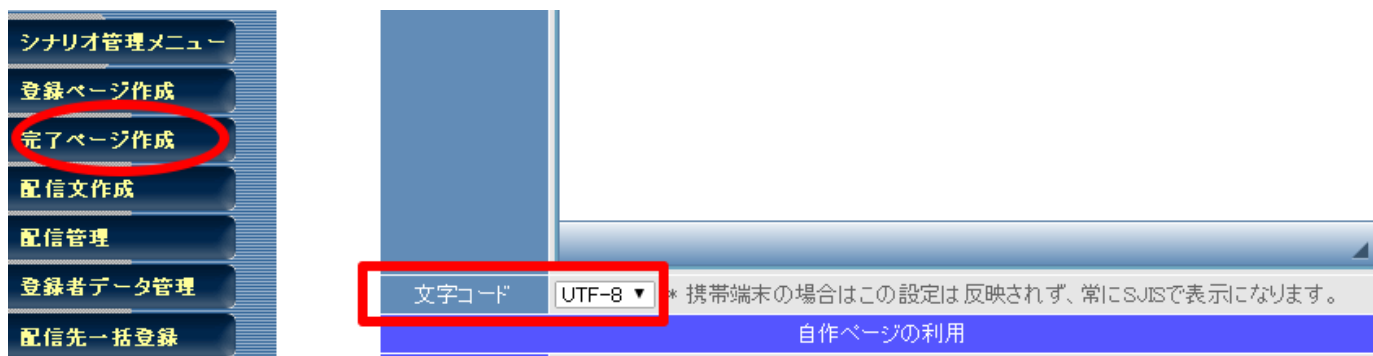 シナリオ管理メニュー
登録ページ作成
完了ページ作成
配信文作成
配信管理
登録者データ管理
配信先一括登録
文字コード UTF-8 ▼ * 携帯端末の場合はこの設定は反映されず、常にSJISで表示になります。
自作ページの利用